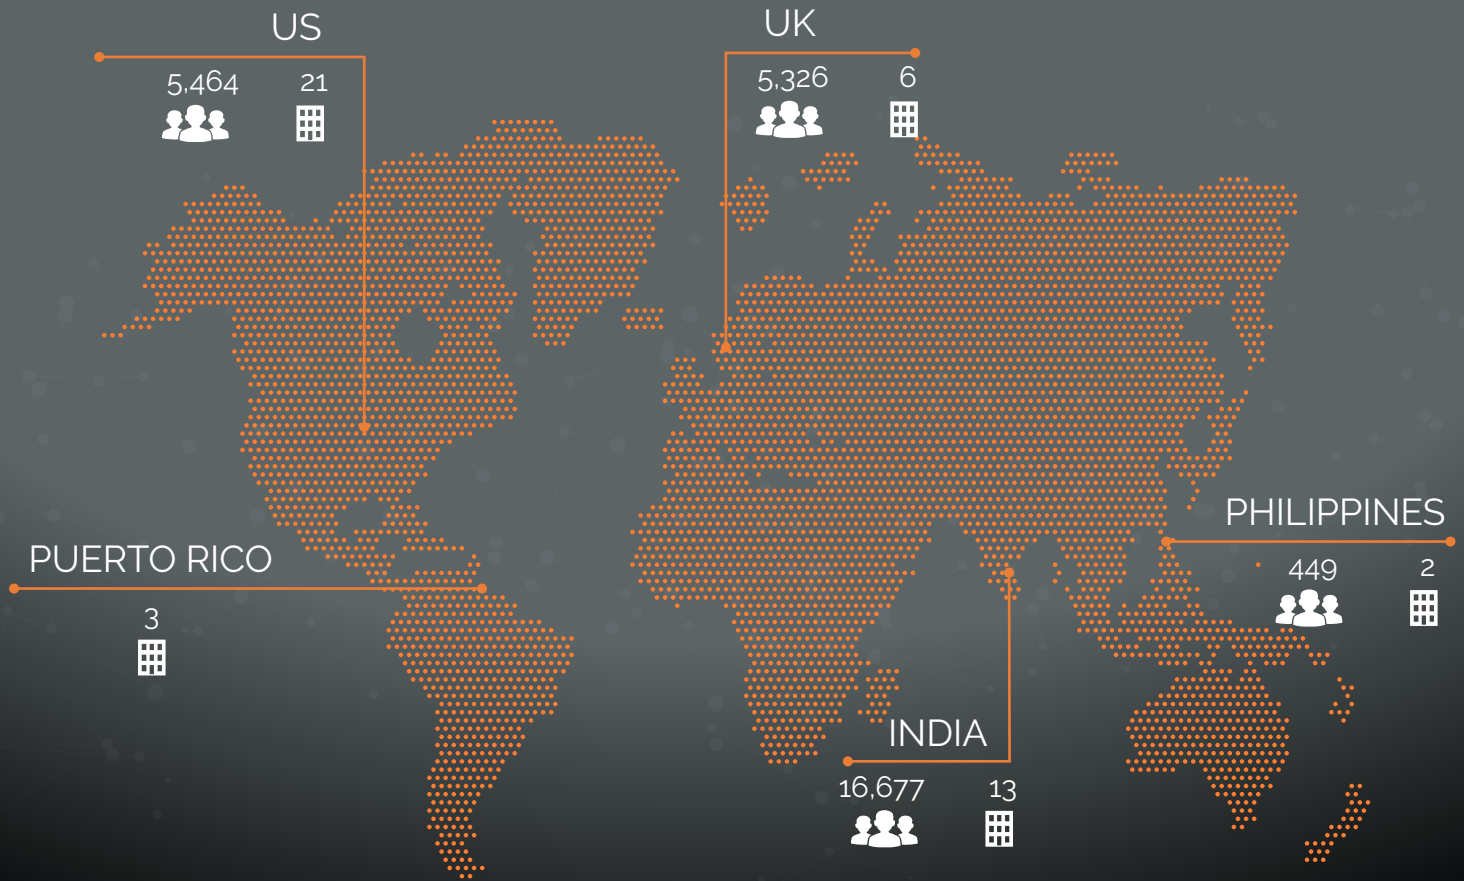 US
5,464 21
UK
5,326 6
PUERTO RICO
3
PHILIPPINES
449 2
INDIA
16,677 13